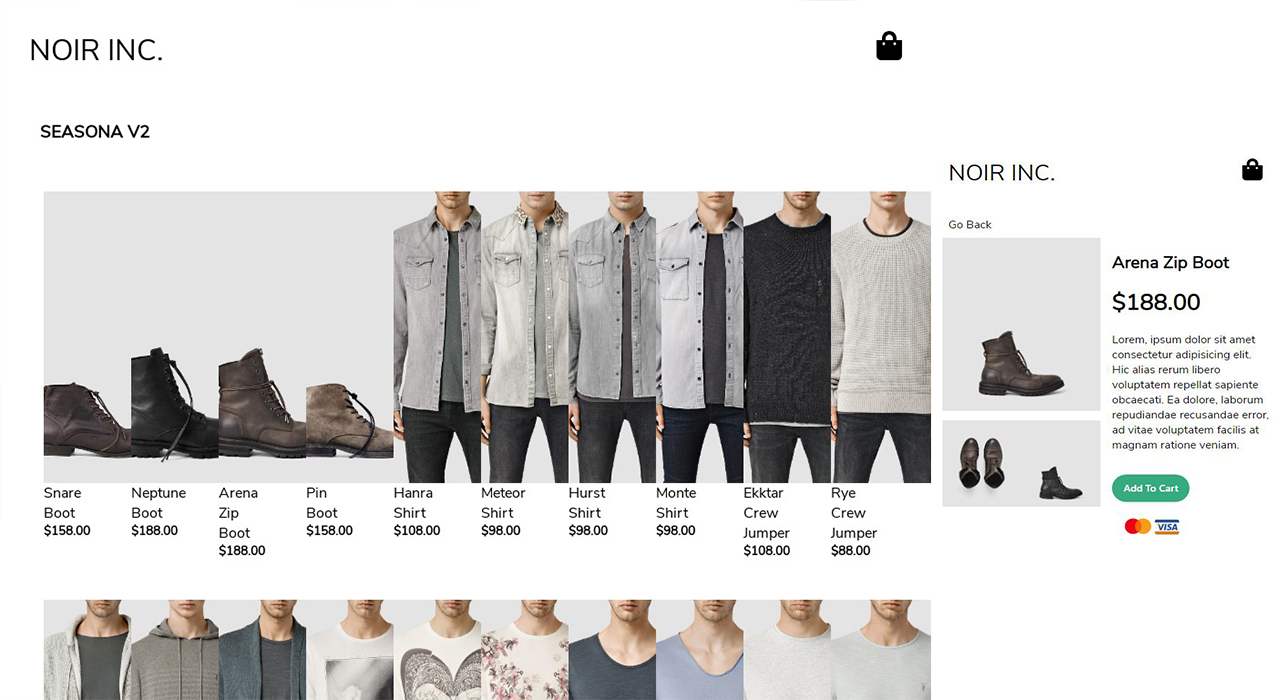 NOIR INC.
SEASONA V2
Snare
Boot
$158.00
Neptune
Boot
$188.00
Arena
Zip
Boot
$188.00
Pin
Boot
$158.00
Hanra
Shirt
$108.00
Meteor
Shirt
$98.00
Hurst
Shirt
$98.00
Monte
Shirt
$98.00
Ekktar
Crew
Jumper
$108.00
Rye
Crew
Jumper
$88.00
NOIR INC.
Go Back
Arena Zip Boot
$188.00
Lorem, ipsum dolor sit amet
consectetur adipisicing elit.
Hic alias rerum libero
voluptatem repellat sapiente
obcaecati. Ea dolore, laborum
repudiandae recusandae error,
ad vitae voluptatem facilis at
magnam ratione veniam.
Add To Cart
VISA